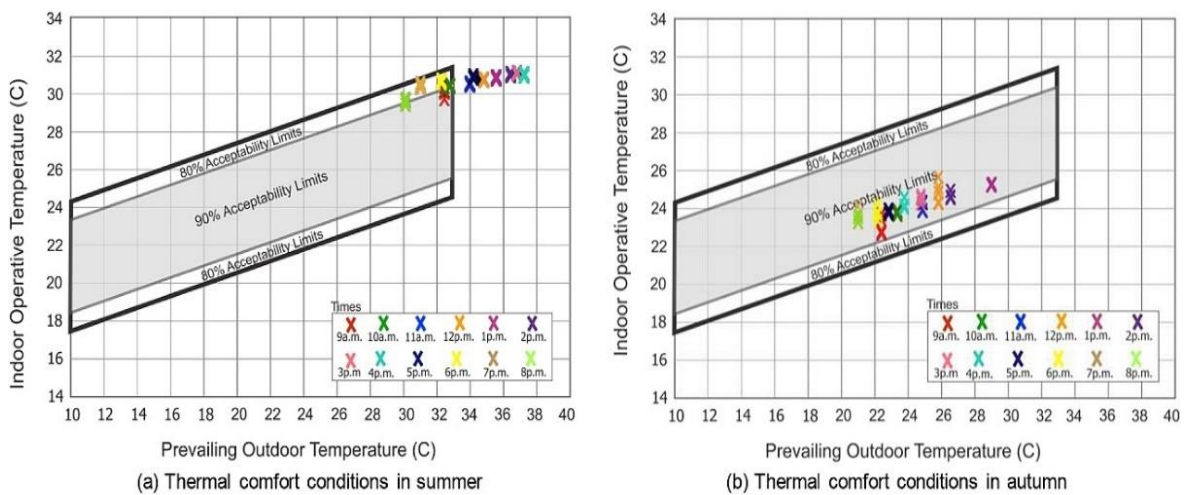 34
32
30
28
26
24
22
20
18
16
14
Indoor Operative Temperature (C)
80% Acceptability Limits
90% Acceptability Limits
80% Acceptability Limits
Times
9a.m. 10a.m. 11a.m. 12p.m. 1p.m. 2p.m.
3p.m 4p.m. 5p.m. 6p.m. 7p.m. 8p.m.
10 12 14 16 18 20 22 24 26 28 30 32 34 36 38 40
Prevailing Outdoor Temperature (C)
(a) Thermal comfort conditions in summer
34
32
30
28
26
24
22
20
18
16
14
Indoor Operative Temperature (C)
80% Acceptability Limits
90% Acceptability Limits
80% Acceptability Limits
Times
9a.m. 10a.m. 11a.m. 12p.m. 1p.m. 2p.m.
3p.m 4p.m. 5p.m. 6p.m. 7p.m. 8p.m.
10 12 14 16 18 20 22 24 26 28 30 32 34 36 38 40
Prevailing Outdoor Temperature (C)
(b) Thermal comfort conditions in autumn